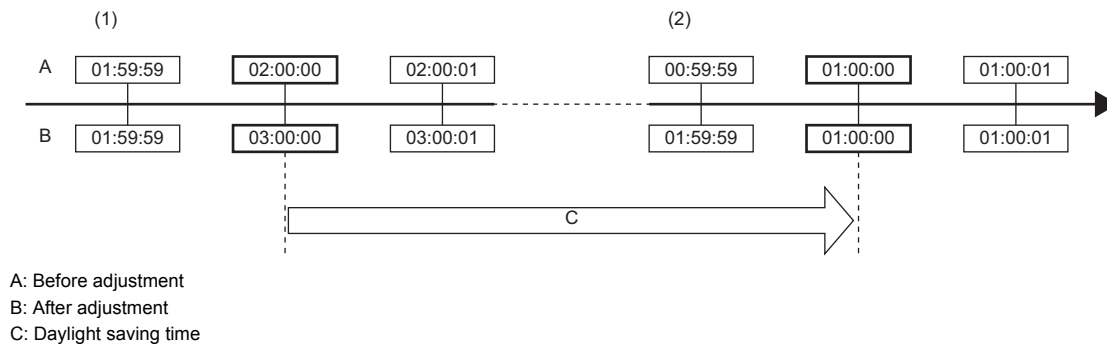 (1) (2)
A 01:59:59 02:00:00 02:00:01 00:59:59 01:00:00 01:00:01
B 01:59:59 03:00:00 03:00:01 01:59:59 01:00:00 01:00:01
C
A: Before adjustment
B: After adjustment
C: Daylight saving time